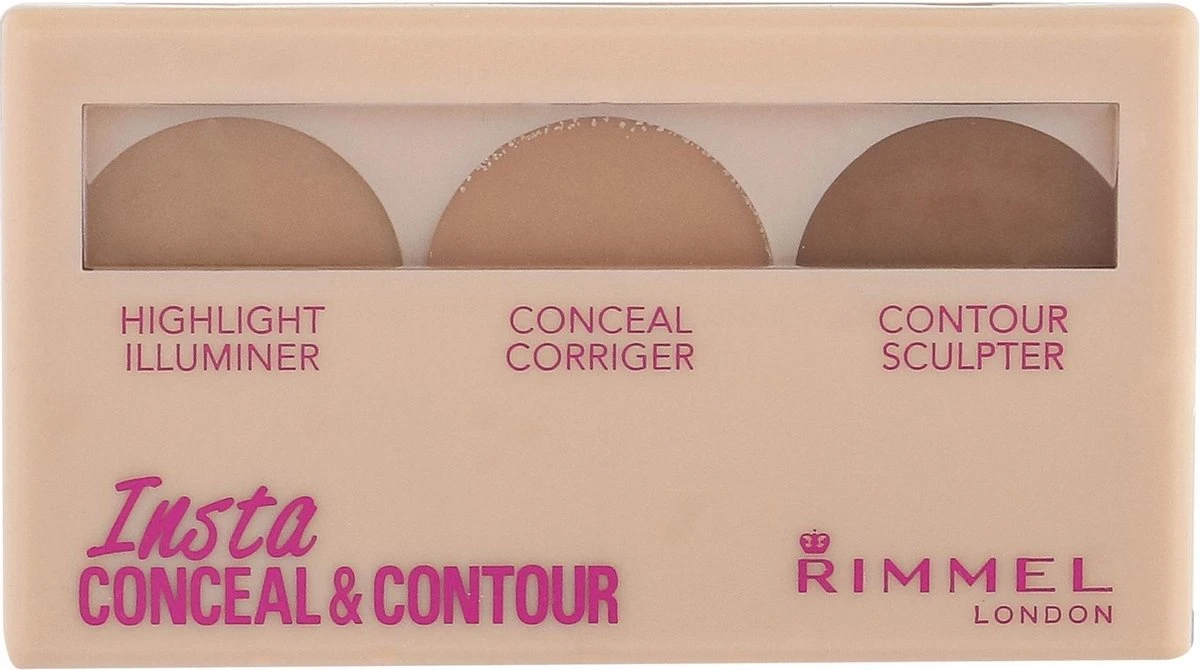 HIGHLIGHT
ILLUMINER
CONCEAL
CORRIGER
CONTOUR
SCULPTER
Insta
CONCEAL & CONTOUR
RIMMEL
LONDON